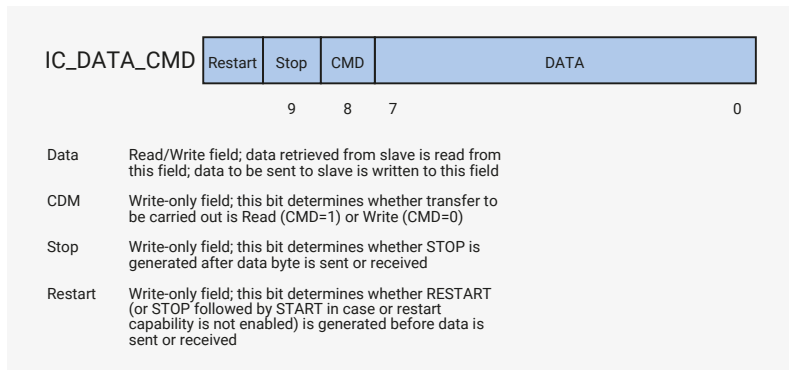 IC_DATA_CMD Restart Stop CMD DATA
9 8 7 0
Data Read/Write field; data retrieved from slave is read from
this field; data to be sent to slave is written to this field
CDM Write-only field; this bit determines whether transfer to
be carried out is Read (CMD=1) or Write (CMD=0)
Stop Write-only field; this bit determines whether STOP is
generated after data byte is sent or received
Restart Write-only field; this bit determines whether RESTART
(or STOP followed by START in case or restart
capability is not enabled) is generated before data is
sent or received